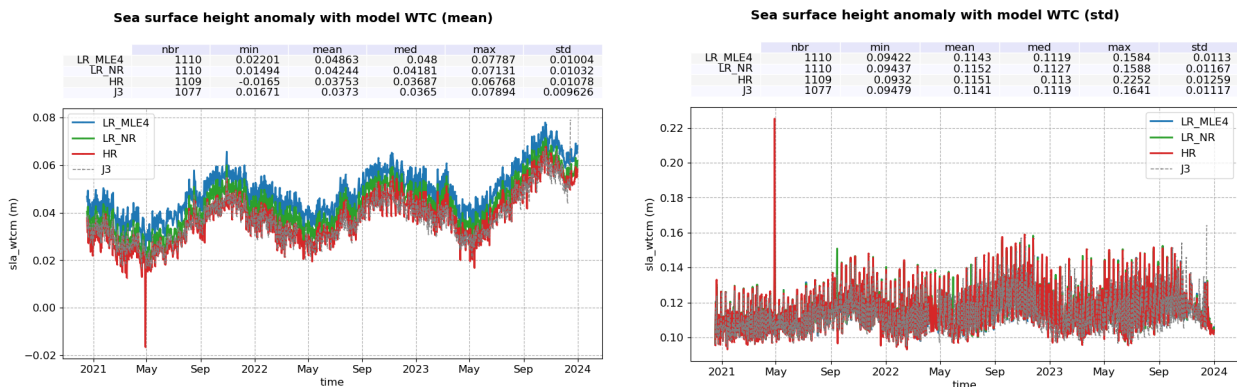 Sea surface height anomaly with model WTC (mean)
nbr min mean med max std
LR_MLE4 1110 0.02201 0.04863 0.048 0.07787 0.01004
LR_NR 1110 0.01494 0.04244 0.04181 0.07131 0.01032
HR 1109 -0.0165 0.03753 0.03687 0.06768 0.01078
J3 1077 0.01671 0.0373 0.0365 0.07894 0.009626
LR_MLE4
LR_NR
HR
J3
0.08
0.06
0.04
0.02
0.00
−0.02
sla_wtcm (m)
2021 May Sep 2022 May Sep 2023 May Sep 2024
time
Sea surface height anomaly with model WTC (std)
nbr min mean med max std
LR_MLE4 1110 0.09422 0.1143 0.1119 0.1584 0.0113
LR_NR 1110 0.09437 0.1152 0.1127 0.1588 0.01167
HR 1109 0.0932 0.1151 0.113 0.2252 0.01259
J3 1077 0.09479 0.1141 0.1119 0.1641 0.01117
LR_MLE4
LR_NR
HR
J3
0.22
0.20
0.18
0.16
0.14
0.12
0.10
sla_wtcm (m)
2021 May Sep 2022 May Sep 2023 May Sep 2024
time